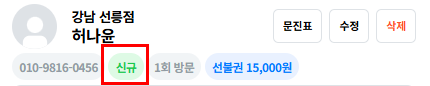 강남 선릉점
허나윤
문진표 수정 삭제
010-9816-0456 신규 1회 방문 선불권 15,000원